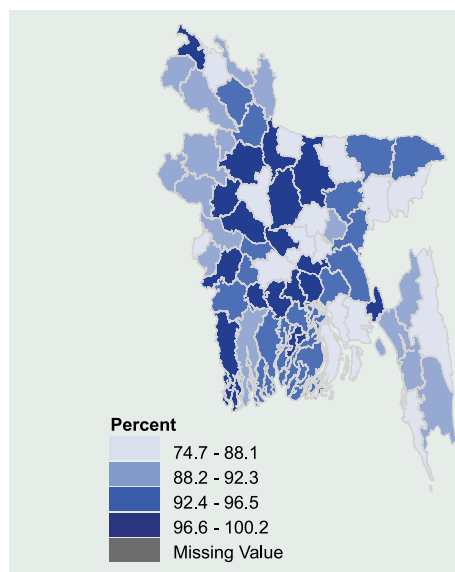 Percent
74.7 - 88.1
88.2 - 92.3
92.4 - 96.5
96.6 - 100.2
Missing Value